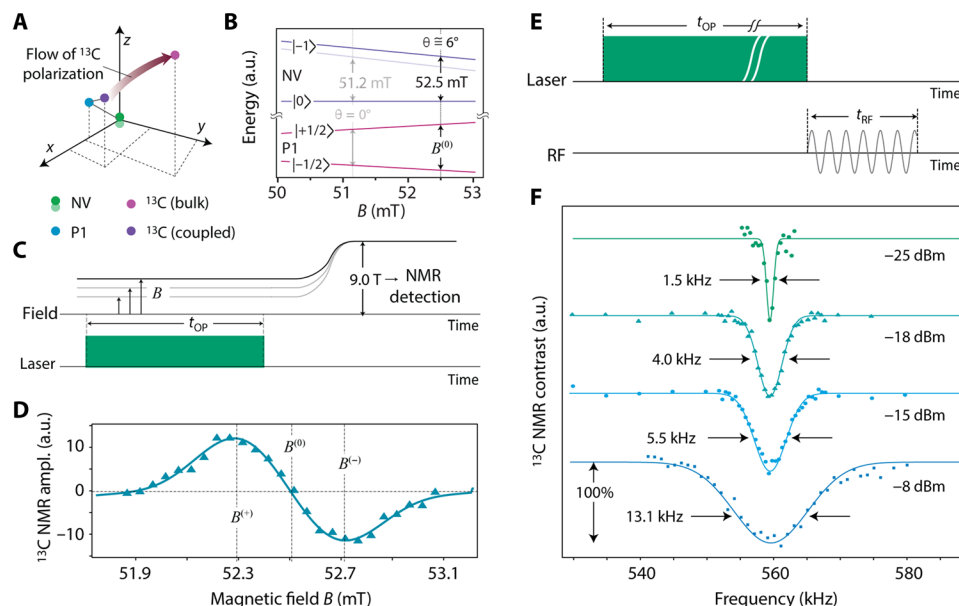 A
z
Flow of ¹³C
polarization
x
y
NV
¹³C (bulk)
P1
¹³C (coupled)
B
Energy (a.u.)
|−1⟩
θ ≅ 6°
NV
51.2 mT
52.5 mT
|0⟩
θ = 0°
|+1/2⟩
P1
B⁽⁰⁾
|−1/2⟩
50 51 52 53
B (mT)
C
B
9.0 T → NMR
detection
Field
Time
t_OP
Laser
Time
D
¹³C NMR ampl. (a.u.)
10
0
−10
B⁽⁰⁾
B⁽⁻⁾
B⁽⁺⁾
51.9 52.3 52.7 53.1
Magnetic field B (mT)
E
t_OP
Laser
Time
t_RF
RF
Time
F
¹³C NMR contrast (a.u.)
−25 dBm
1.5 kHz
−18 dBm
4.0 kHz
−15 dBm
5.5 kHz
−8 dBm
100%
13.1 kHz
540 560 580
Frequency (kHz)